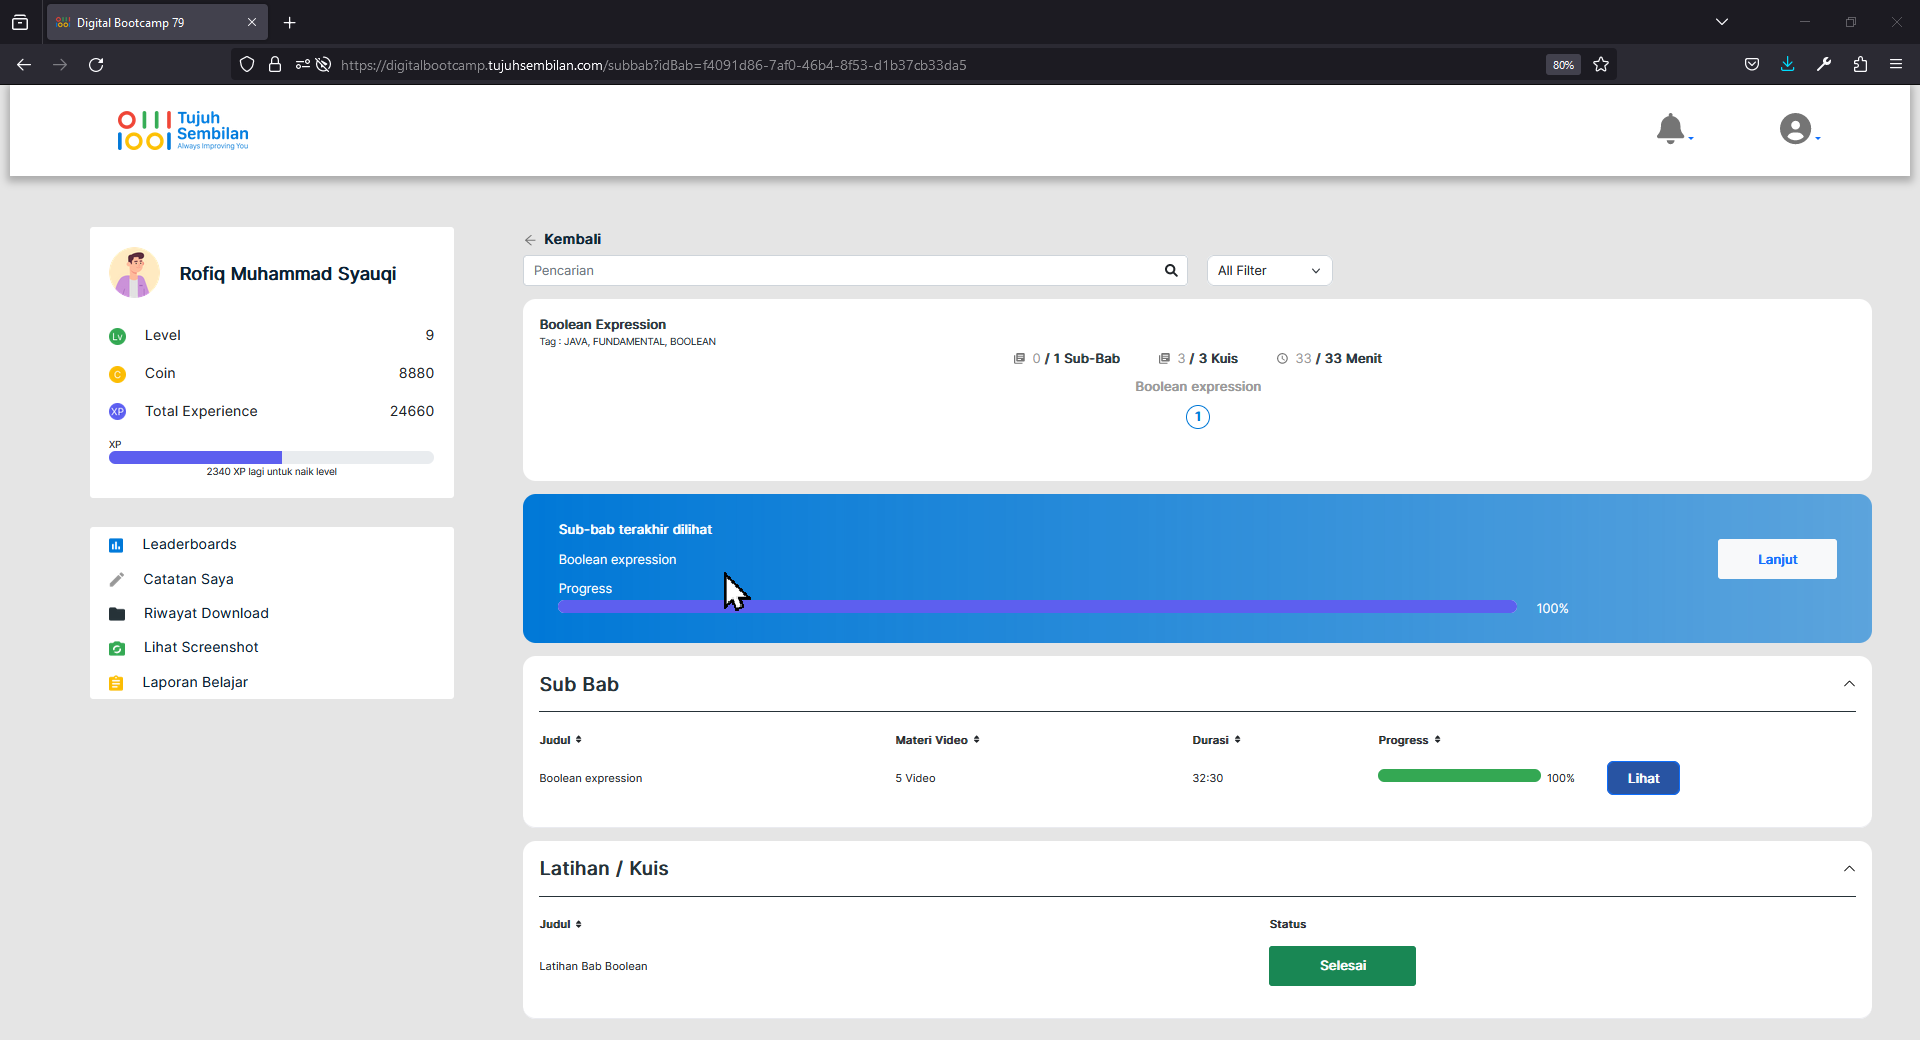 Digital Bootcamp 79
https://digitalbootcamp.tujuhsembilan.com/subbab?idBab=f4091d86-7af0-46b4-8f53-d1b37cb33da5
80%
Tujuh
Sembilan
Always Improving You
Rofiq Muhammad Syauqi
Lv Level 9
C Coin 8880
XP Total Experience 24660
XP
2340 XP lagi untuk naik level
Leaderboards
Catatan Saya
Riwayat Download
Lihat Screenshot
Laporan Belajar
Kembali
Pencarian
All Filter
Boolean Expression
Tag : JAVA, FUNDAMENTAL, BOOLEAN
0 / 1 Sub-Bab 3 / 3 Kuis 33 / 33 Menit
Boolean expression
1
Sub-bab terakhir dilihat
Boolean expression
Progress
100%
Lanjut
Sub Bab
Judul Materi Video Durasi Progress
Boolean expression 5 Video 32:30 100% Lihat
Latihan / Kuis
Judul Status
Latihan Bab Boolean Selesai